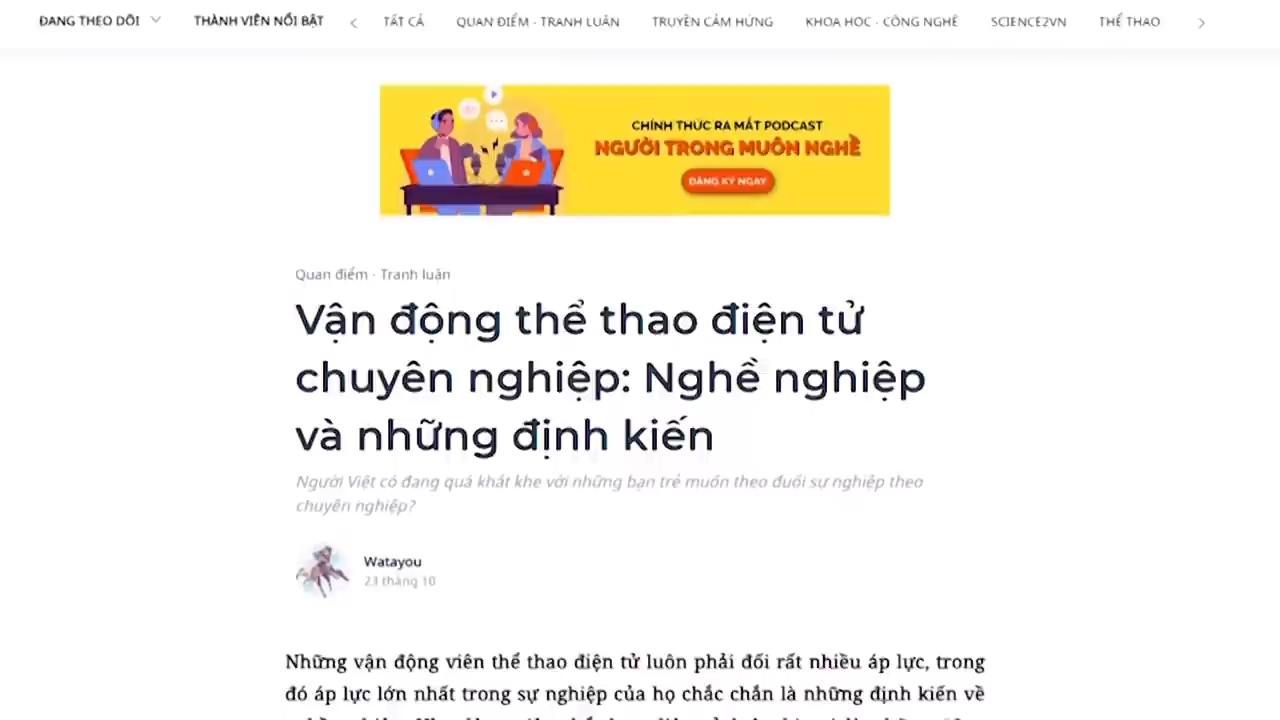 ĐANG THEO DÕI THÀNH VIÊN NỔI BẬT TẤT CẢ QUAN ĐIỂM · TRANH LUẬN TRUYỀN CẢM HỨNG KHOA HỌC · CÔNG NGHỆ SCIENCE2VN THỂ THAO
CHÍNH THỨC RA MẮT PODCAST
NGƯỜI TRONG MUÔN NGHỀ
ĐĂNG KÝ NGAY
Quan điểm · Tranh luận
Vận động thể thao điện tử
chuyên nghiệp: Nghề nghiệp
và những định kiến
Người Việt có đang quá khắt khe với những bạn trẻ muốn theo đuổi sự nghiệp theo
chuyên nghiệp?
Watayou
23 tháng 10
Những vận động viên thể thao điện tử luôn phải đối rất nhiều áp lực, trong
đó áp lực lớn nhất trong sự nghiệp của họ chắc chắn là những định kiến về